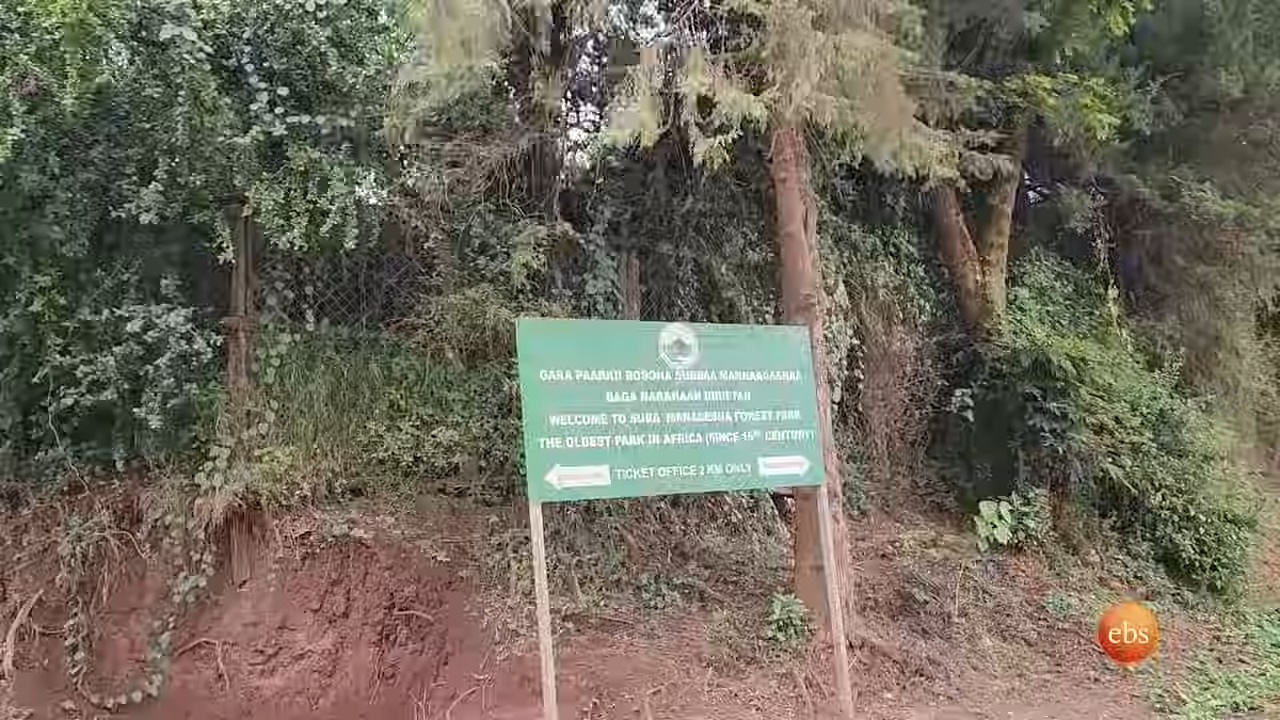 GARA PAARKII BOSONA SUBBAA MANNAAGASHAA
BAGA NAGAHAAN DHUFTAN
WELCOME TO SUBA MANAGESHA FOREST PARK
THE OLDEST PARK IN AFRICA (SINCE 15TH CENTURY)
TICKET OFFICE 2 KM ONLY
ebs